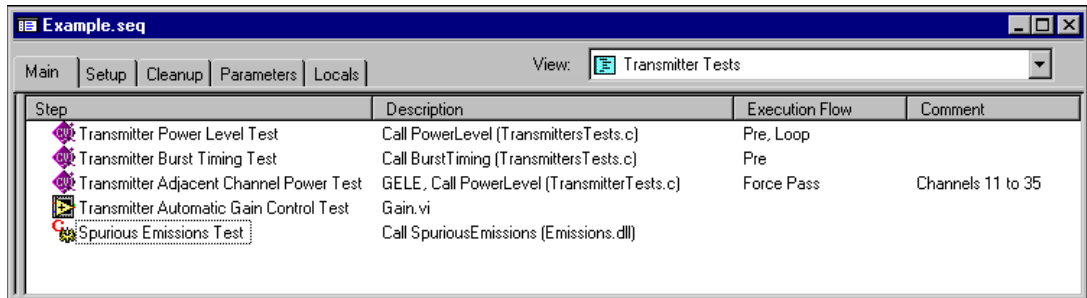 Example.seq
Main Setup Cleanup Parameters Locals View: Transmitter Tests
Step Description Execution Flow Comment
CVI Transmitter Power Level Test Call PowerLevel (TransmittersTests.c) Pre, Loop
CVI Transmitter Burst Timing Test Call BurstTiming (TransmittersTests.c) Pre
CVI Transmitter Adjacent Channel Power Test GELE, Call PowerLevel (TransmitterTests.c) Force Pass Channels 11 to 35
Transmitter Automatic Gain Control Test Gain.vi
C Spurious Emissions Test Call SpuriousEmissions (Emissions.dll)